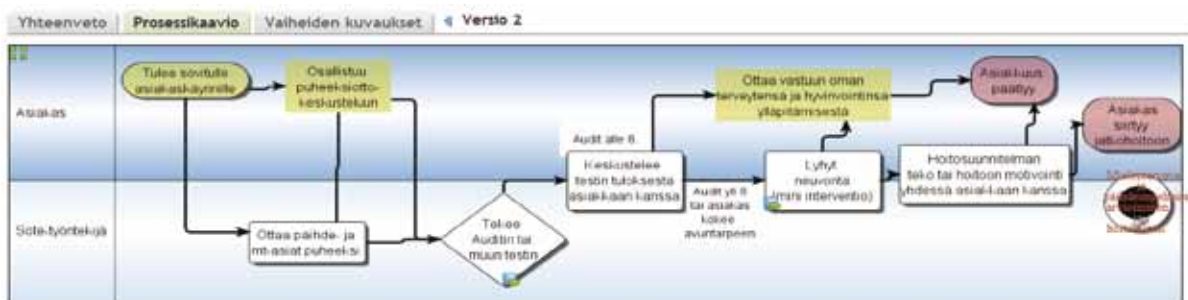 Yhteenveto
Prosessikaavio
Vaiheiden kuvaukset
Versio 2
Asiakas
Tulee sovitulle
asiakaskäynnille
Osallistuu
puheeksiotto-
keskusteluun
Ottaa vastuun oman
terveytensä ja hyvinvointinsa
ylläpitämisestä
Asiakkuus
päättyy
Asiakas
siirtyy
jatkohoitoon
Audit alle 8.
Keskustelee
testin tuloksesta
asiakkaan kanssa
Audit yli 8
tai asiakas
kokee
avuntarpeen
Lyhyt
neuvonta
(mini interventio)
Hoitosuunnitelman
teko tai hoitoon motivointi
yhdessä asiakkaan kanssa
Sote-työntekijä
Ottaa päihde- ja
mt-asiat puheeksi
Tekee
Auditin tai
muun testin